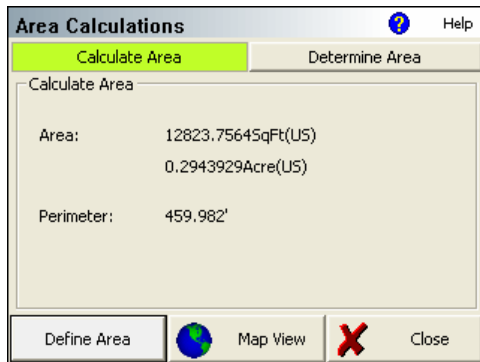 Area Calculations ? Help
Calculate Area Determine Area
Calculate Area
Area: 12823.7564SqFt(US)
0.2943929Acre(US)
Perimeter: 459.982'
Define Area Map View Close